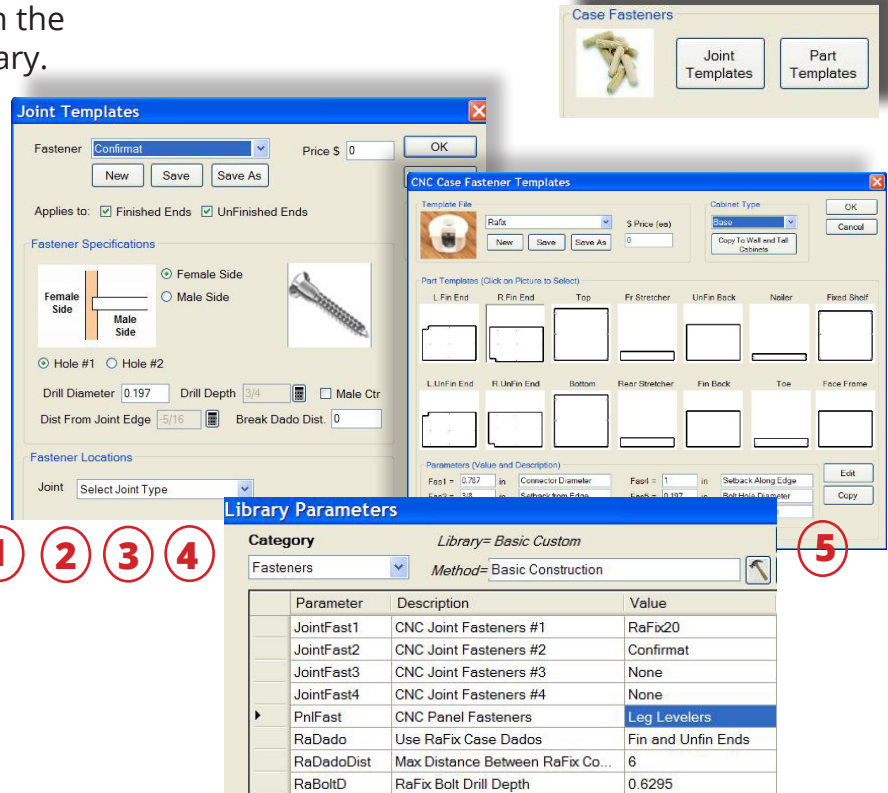 n the
ary.
Case Fasteners
Joint Templates
Part Templates
Joint Templates
Fastener Confirmat Price $ 0 OK
New Save Save As
Applies to: Finished Ends UnFinished Ends
Fastener Specifications
Female Side
Male Side
Female Side
Male Side
Hole #1 Hole #2
Drill Diameter 0.197 Drill Depth 3/4 Male Ctr
Dist From Joint Edge -5/16 Break Dado Dist. 0
Fastener Locations
Joint Select Joint Type
CNC Case Fastener Templates
Template File
Rafix
New Save Save As
$ Price (ea)
0
Cabinet Type
Base
Copy To Wall and Tall Cabinets
OK
Cancel
Part Templates (Click on Picture to Select)
L.Fin End R.Fin End Top Fr Stretcher UnFin Back Nailer Fixed Shelf
L.UnFin End R.UnFin End Bottom Rear Stretcher Fin Back Toe Face Frame
Parameters (Value and Description)
Fas1 = 0.787 in Connector Diameter Fas4 = 1 in Setback Along Edge
3/8 in Setback from Edge Fas5 = 0.197 in Bolt Hole Diameter
Edit
Copy
1 2 3 4 5
Library Parameters
Category Library= Basic Custom
Fasteners Method= Basic Construction
Parameter Description Value
JointFast1 CNC Joint Fasteners #1 RaFix20
JointFast2 CNC Joint Fasteners #2 Confirmat
JointFast3 CNC Joint Fasteners #3 None
JointFast4 CNC Joint Fasteners #4 None
PnlFast CNC Panel Fasteners Leg Levelers
RaDado Use RaFix Case Dados Fin and Unfin Ends
RaDadoDist Max Distance Between RaFix Co... 6
RaBoltD RaFix Bolt Drill Depth 0.6295